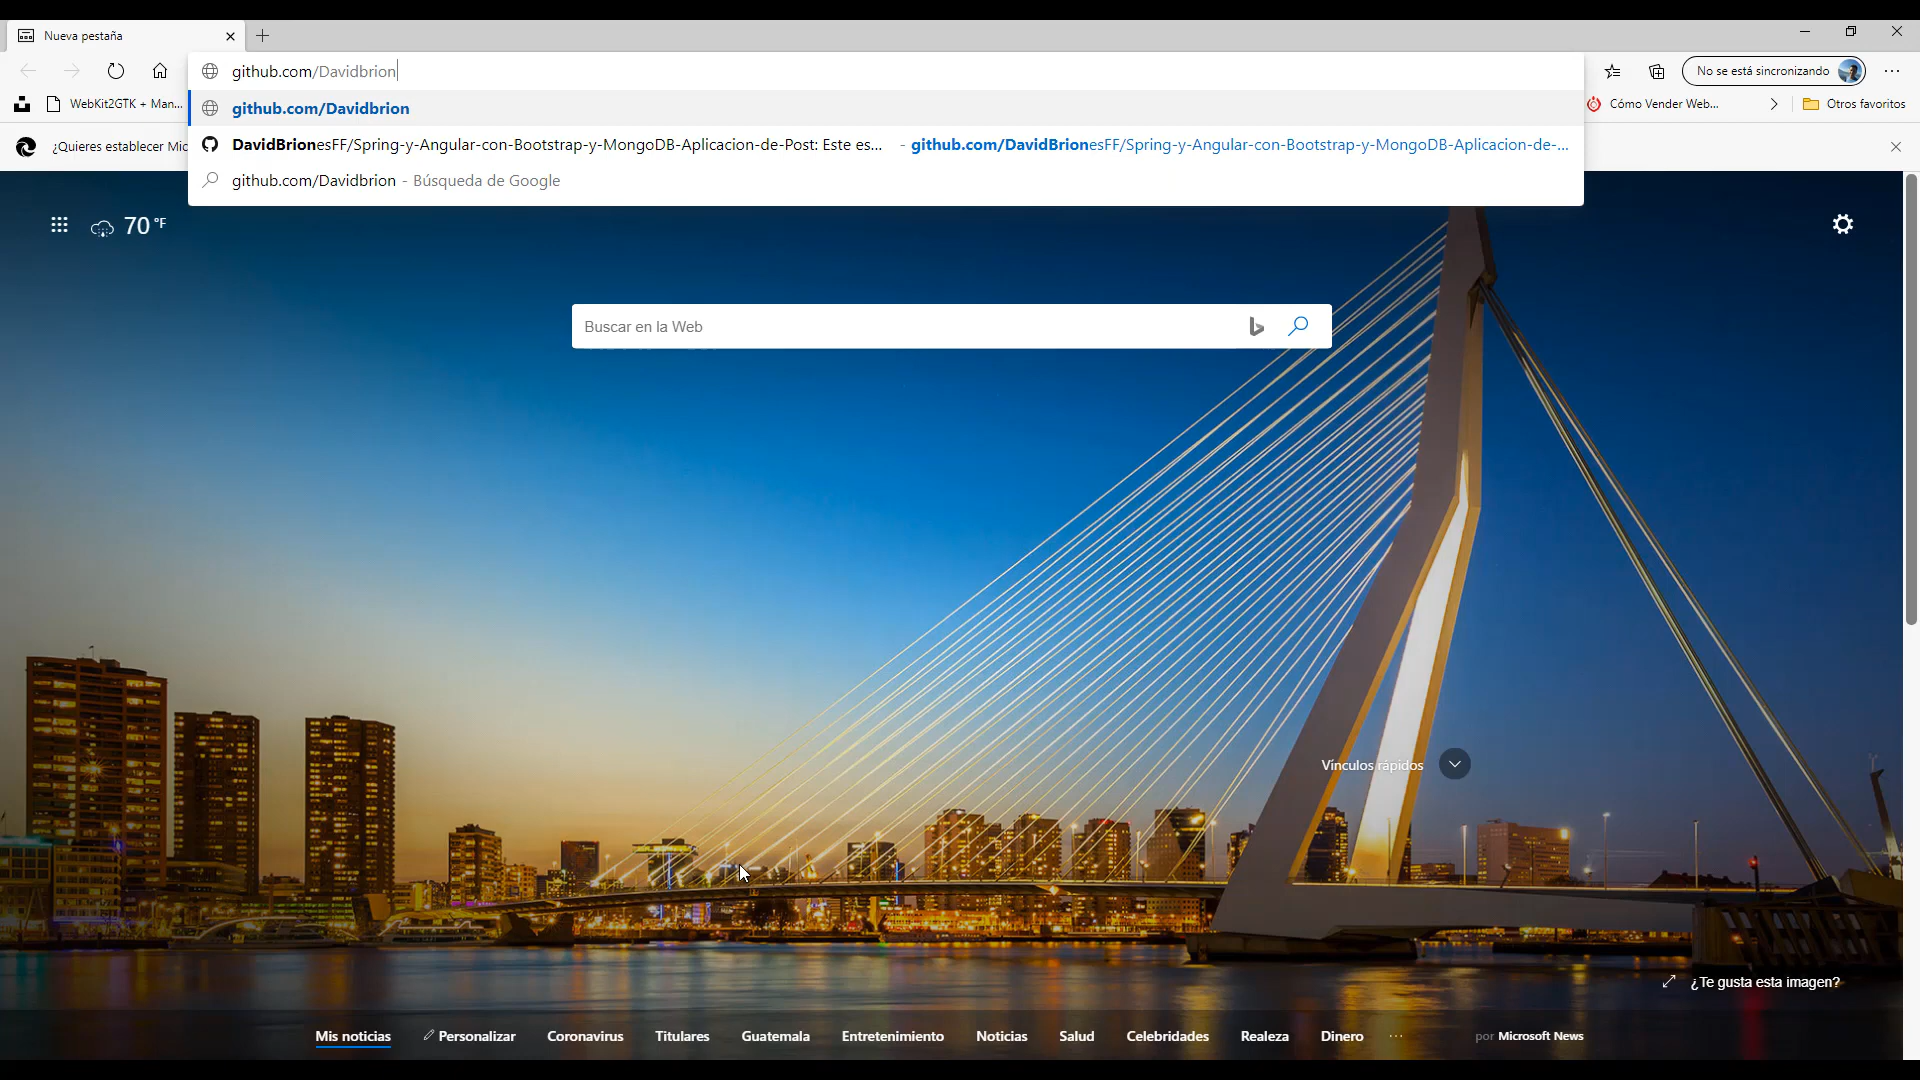 Nueva pestaña
github.com/Davidbrion
No se está sincronizando
WebKit2GTK + Man...
github.com/Davidbrion
Cómo Vender Web...
Otros favoritos
¿Quieres establecer Mic
DavidBrionesFF/Spring-y-Angular-con-Bootstrap-y-MongoDB-Aplicacion-de-Post: Este es... - github.com/DavidBrionesFF/Spring-y-Angular-con-Bootstrap-y-MongoDB-Aplicacion-de-...
github.com/Davidbrion - Búsqueda de Google
70 °F
Buscar en la Web
Vínculos rápidos
¿Te gusta esta imagen?
Mis noticias Personalizar Coronavirus Titulares Guatemala Entretenimiento Noticias Salud Celebridades Realeza Dinero ... por Microsoft News